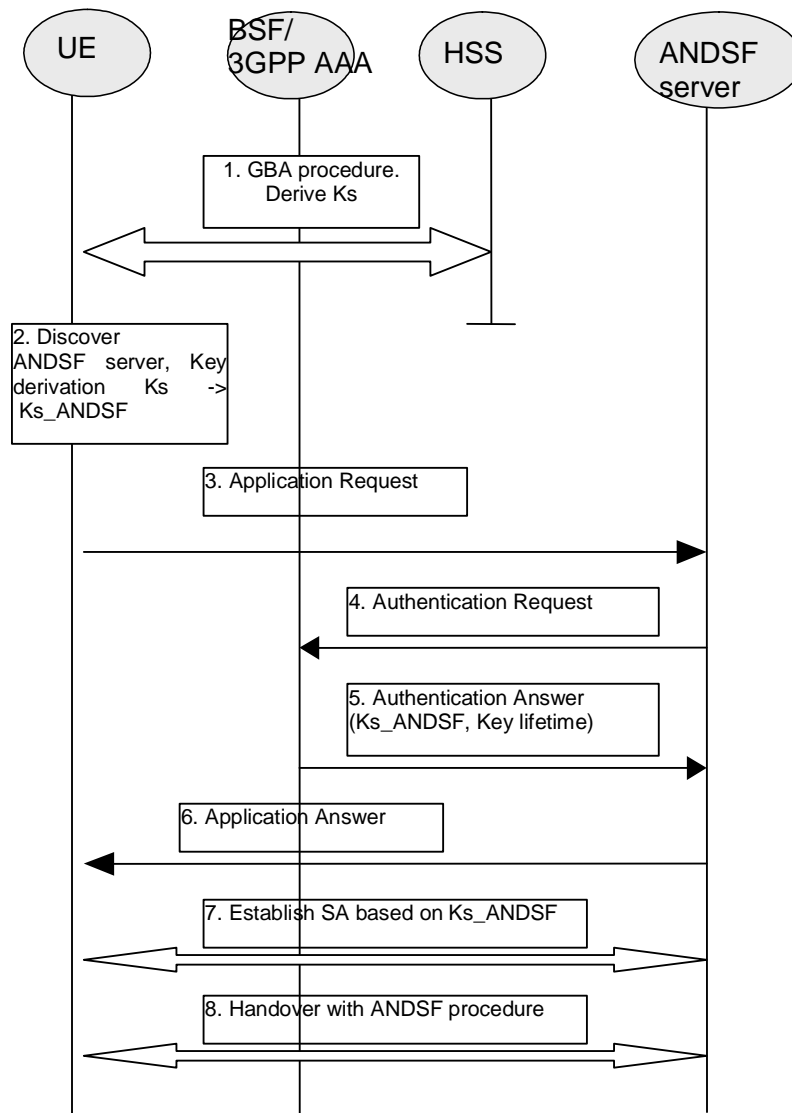 UE
BSF/
3GPP AAA
HSS
ANDSF
server
1. GBA procedure.
Derive Ks
2. Discover
ANDSF server, Key
derivation Ks ->
Ks_ANDSF
3. Application Request
4. Authentication Request
5. Authentication Answer
(Ks_ANDSF, Key lifetime)
6. Application Answer
7. Establish SA based on Ks_ANDSF
8. Handover with ANDSF procedure